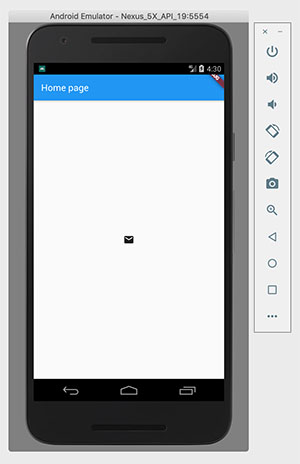 Android Emulator - Nexus_5X_API_19:5554
4:30
Home page